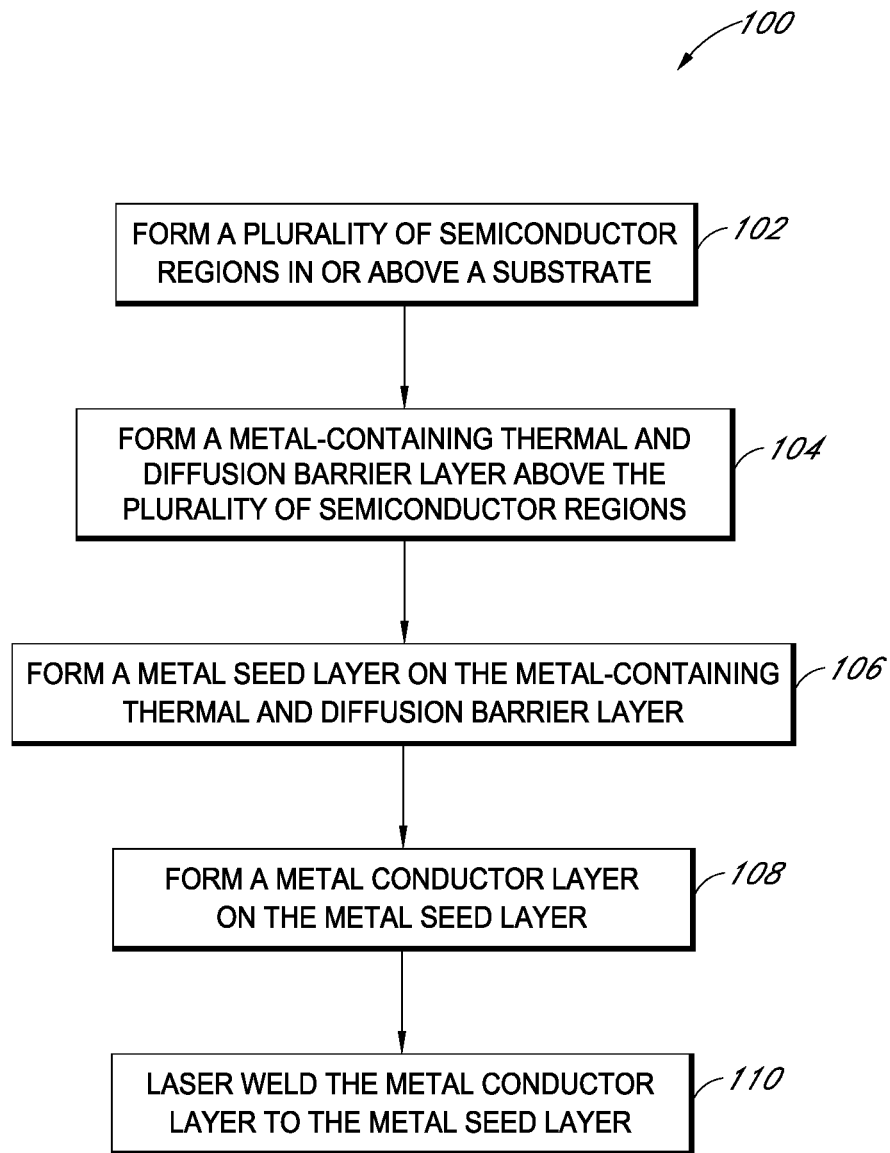 100
FORM A PLURALITY OF SEMICONDUCTOR
REGIONS IN OR ABOVE A SUBSTRATE
102
FORM A METAL-CONTAINING THERMAL AND
DIFFUSION BARRIER LAYER ABOVE THE
PLURALITY OF SEMICONDUCTOR REGIONS
104
FORM A METAL SEED LAYER ON THE METAL-CONTAINING
THERMAL AND DIFFUSION BARRIER LAYER
106
FORM A METAL CONDUCTOR LAYER
ON THE METAL SEED LAYER
108
LASER WELD THE METAL CONDUCTOR
LAYER TO THE METAL SEED LAYER
110